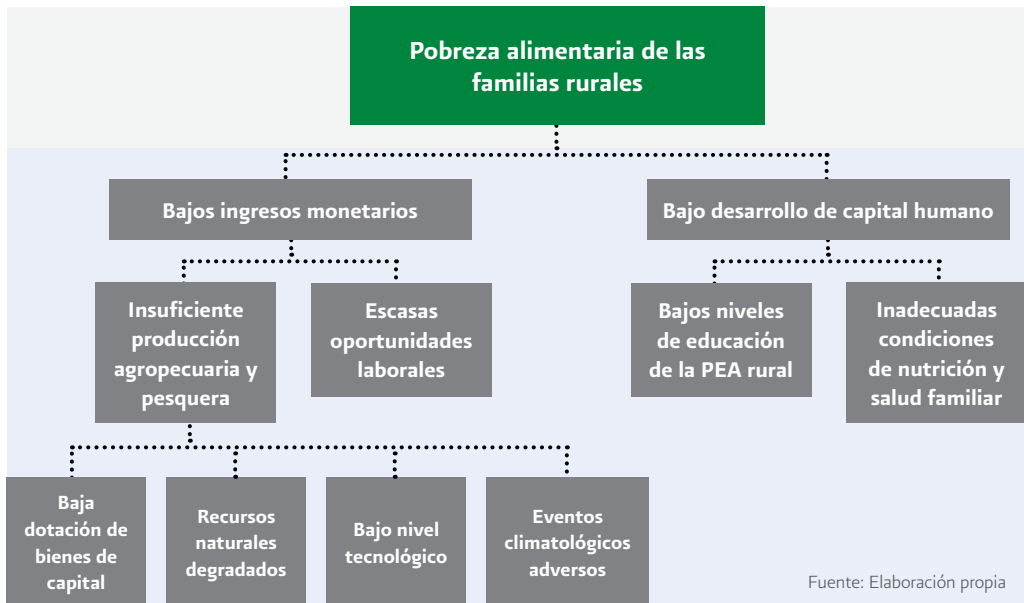 Pobreza alimentaria de las
familias rurales
Bajos ingresos monetarios
Bajo desarrollo de capital humano
Insuficiente
producción
agropecuaria y
pesquera
Escasas
oportunidades
laborales
Bajos niveles
de educación
de la PEA rural
Inadecuadas
condiciones
de nutrición y
salud familiar
Baja
dotación de
bienes de
capital
Recursos
naturales
degradados
Bajo nivel
tecnológico
Eventos
climatológicos
adversos
Fuente: Elaboración propia